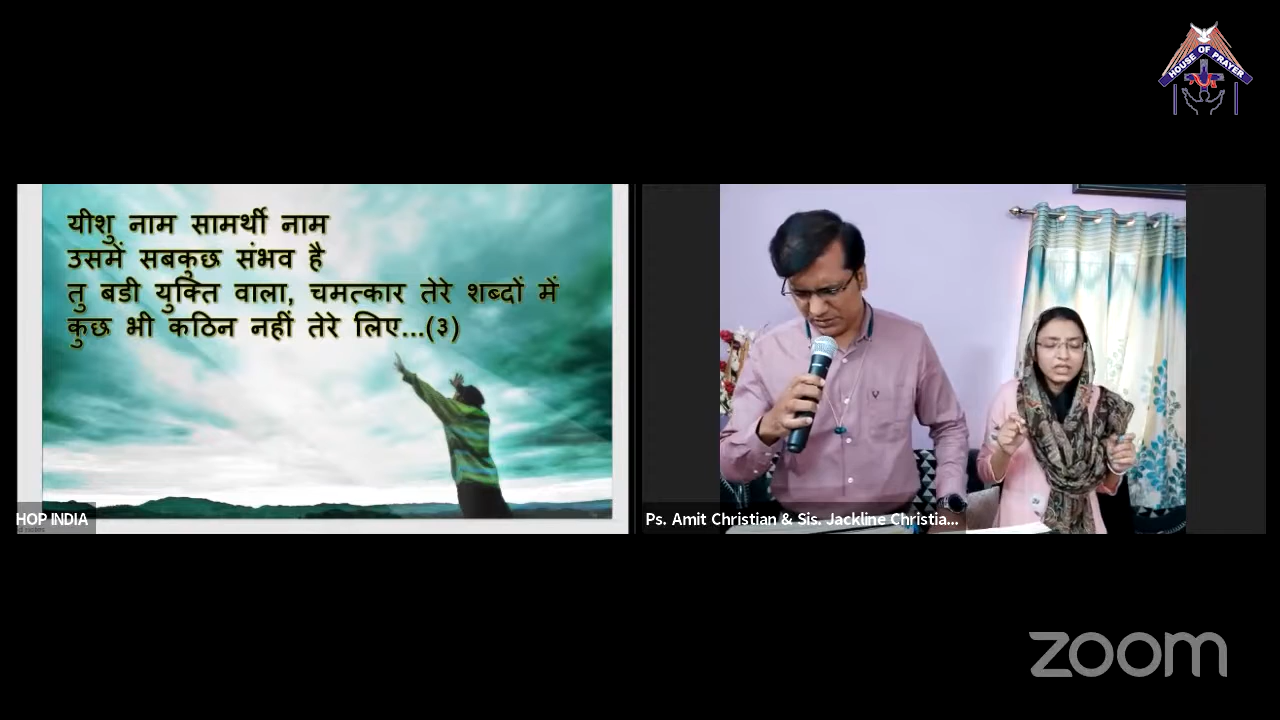 HOUSE OF PRAYER
यीशु नाम सामर्थी नाम
उसमें सबकुछ संभव है
तु बडी युक्ति वाला, चमत्कार तेरे शब्दों में
कुछ भी कठिन नहीं तेरे लिए...(३)
HOP INDIA
Ps. Amit Christian & Sis. Jackline Christia...
zoom